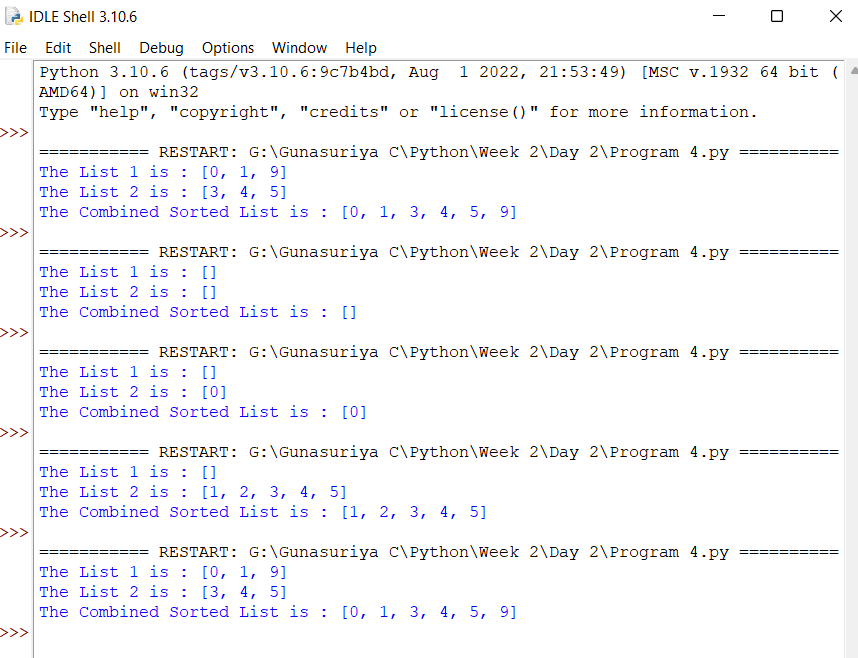 IDLE Shell 3.10.6
File Edit Shell Debug Options Window Help
Python 3.10.6 (tags/v3.10.6:9c7b4bd, Aug  1 2022, 21:53:49) [MSC v.1932 64 bit (
AMD64)] on win32
Type "help", "copyright", "credits" or "license()" for more information.
>>>
=========== RESTART: G:\Gunasuriya C\Python\Week 2\Day 2\Program 4.py ==========
The List 1 is : [0, 1, 9]
The List 2 is : [3, 4, 5]
The Combined Sorted List is : [0, 1, 3, 4, 5, 9]
>>>
=========== RESTART: G:\Gunasuriya C\Python\Week 2\Day 2\Program 4.py ==========
The List 1 is : []
The List 2 is : []
The Combined Sorted List is : []
>>>
=========== RESTART: G:\Gunasuriya C\Python\Week 2\Day 2\Program 4.py ==========
The List 1 is : []
The List 2 is : [0]
The Combined Sorted List is : [0]
>>>
=========== RESTART: G:\Gunasuriya C\Python\Week 2\Day 2\Program 4.py ==========
The List 1 is : []
The List 2 is : [1, 2, 3, 4, 5]
The Combined Sorted List is : [1, 2, 3, 4, 5]
>>>
=========== RESTART: G:\Gunasuriya C\Python\Week 2\Day 2\Program 4.py ==========
The List 1 is : [0, 1, 9]
The List 2 is : [3, 4, 5]
The Combined Sorted List is : [0, 1, 3, 4, 5, 9]
>>>